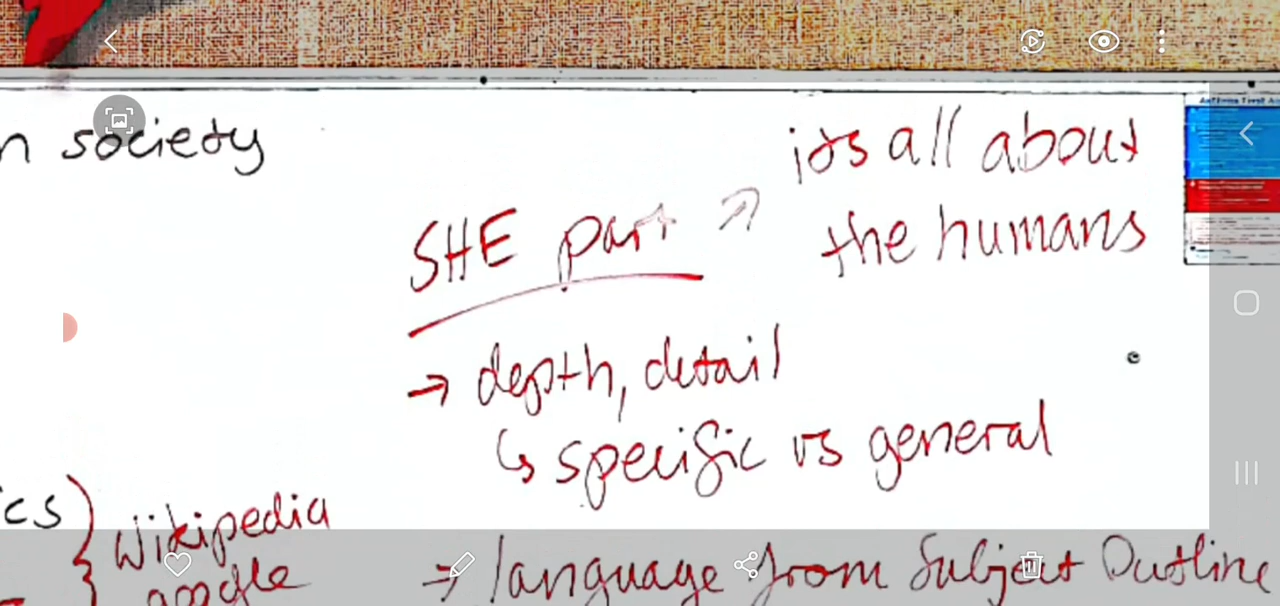 n society
its all about
the humans
SHE part
→ depth, detail
↳ specific vs general
cs
Wikipedia
google
→ language from Subject Outline